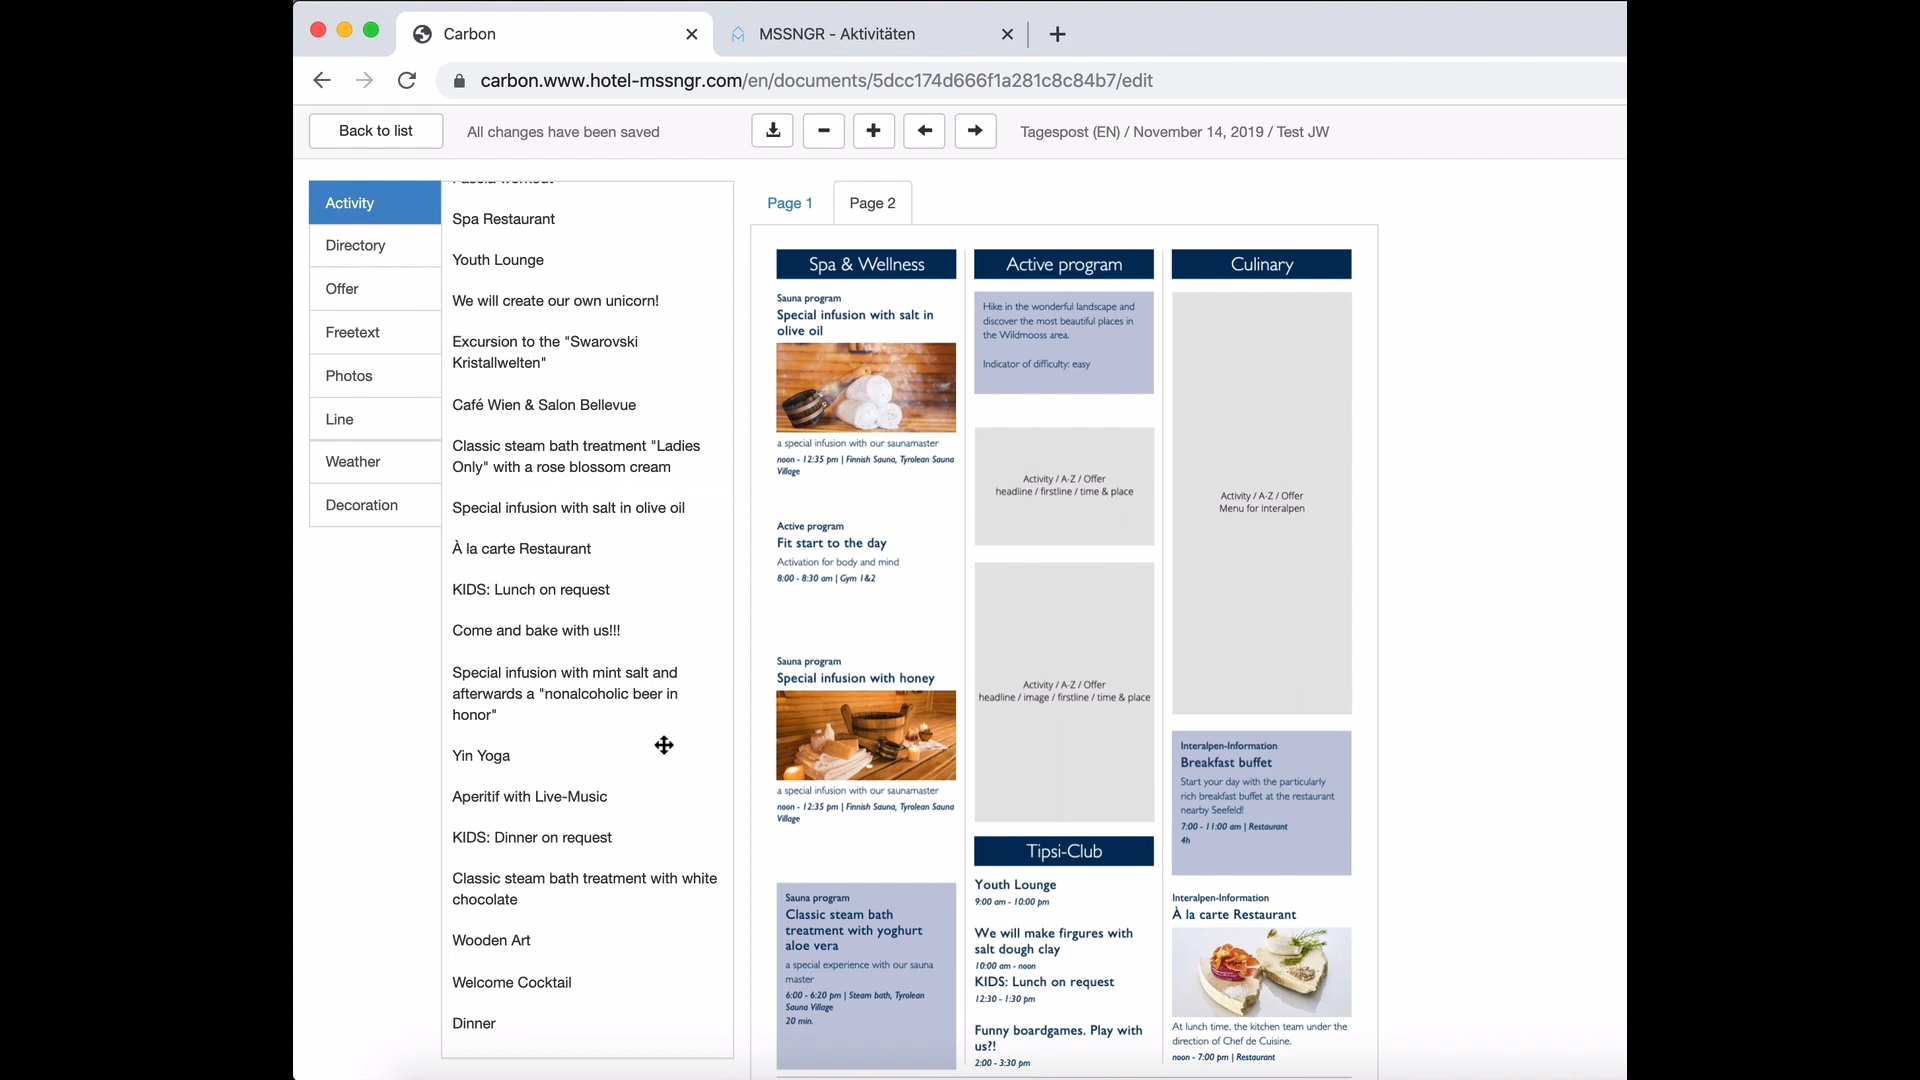 Carbon
MSSNGR - Aktivitäten
carbon.www.hotel-mssngr.com/en/documents/5dcc174d666f1a281c8c84b7/edit
Back to list
All changes have been saved
Tagespost (EN) / November 14, 2019 / Test JW
Activity
Directory
Offer
Freetext
Photos
Line
Weather
Decoration
Spa Restaurant
Youth Lounge
We will create our own unicorn!
Excursion to the "Swarovski
Kristallwelten"
Café Wien & Salon Bellevue
Classic steam bath treatment "Ladies
Only" with a rose blossom cream
Special infusion with salt in olive oil
À la carte Restaurant
KIDS: Lunch on request
Come and bake with us!!!
Special infusion with mint salt and
afterwards a "nonalcoholic beer in
honor"
Yin Yoga
Aperitif with Live-Music
KIDS: Dinner on request
Classic steam bath treatment with white
chocolate
Wooden Art
Welcome Cocktail
Dinner
Page 1
Page 2
Spa & Wellness
Sauna program
Special infusion with salt in
olive oil
a special infusion with our saunamaster
noon - 12:35 pm | Finnish Sauna, Tyrolean Sauna
Village
Active program
Fit start to the day
Activation for body and mind
8:00 - 8:30 am | Gym 1&2
Sauna program
Special infusion with honey
a special infusion with our saunamaster
noon - 12:35 pm | Finnish Sauna, Tyrolean Sauna
Village
Sauna program
Classic steam bath
treatment with yoghurt
aloe vera
a special experience with our sauna
master
6:00 - 6:20 pm | Steam bath, Tyrolean
Sauna Village
20 min.
Active program
Hike in the wonderful landscape and
discover the most beautiful places in
the Wildmooss area.
Indicator of difficulty: easy
Activity / A-Z / Offer
headline / firstline / time & place
Activity / A-Z / Offer
headline / image / firstline / time & place
Tipsi-Club
Youth Lounge
9:00 am - 10:00 pm
We will make firgures with
salt dough clay
10:00 am - noon
KIDS: Lunch on request
12:30 - 1:30 pm
Funny boardgames. Play with
us?!
2:00 - 3:30 pm
Culinary
Activity / A-Z / Offer
Menu for Interalpen
Interalpen-Information
Breakfast buffet
Start your day with the particularly
rich breakfast buffet at the restaurant
nearby Seefeld!
7:00 - 11:00 am | Restaurant
4h
Interalpen-Information
À la carte Restaurant
At lunch time, the kitchen team under the
direction of Chef de Cuisine.
noon - 7:00 pm | Restaurant